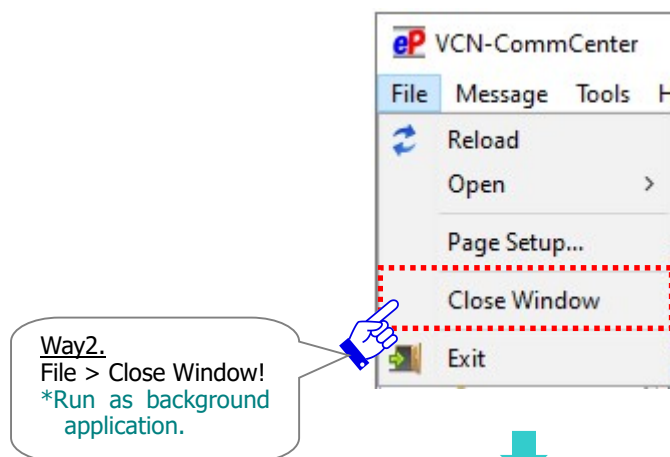 eP VCN-CommCenter
File Message Tools H
Reload
Open >
Page Setup...
Close Window
Exit
Way2.
File > Close Window!
*Run as background
application.